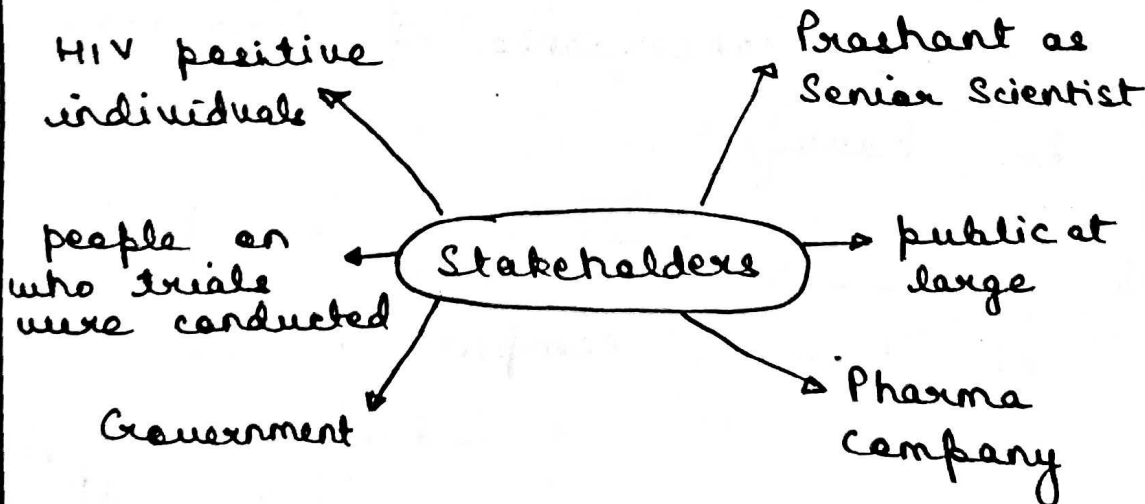 HIV positive
individuals
Prashant as
Senior Scientist
people on
who trials
were conducted
Stakeholders
public at
large
Government
Pharma
company